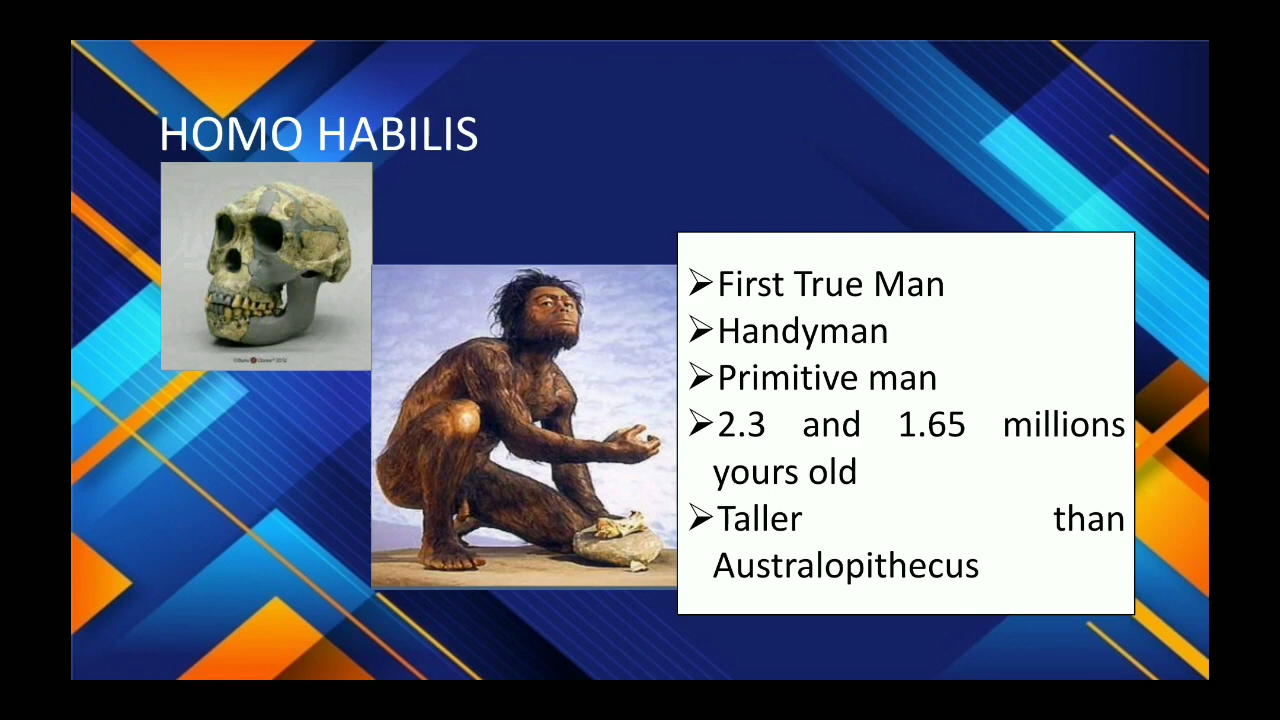 HOMO HABILIS
➢First True Man
➢Handyman
➢Primitive man
➢2.3 and 1.65 millions
yours old
➢Taller than
Australopithecus